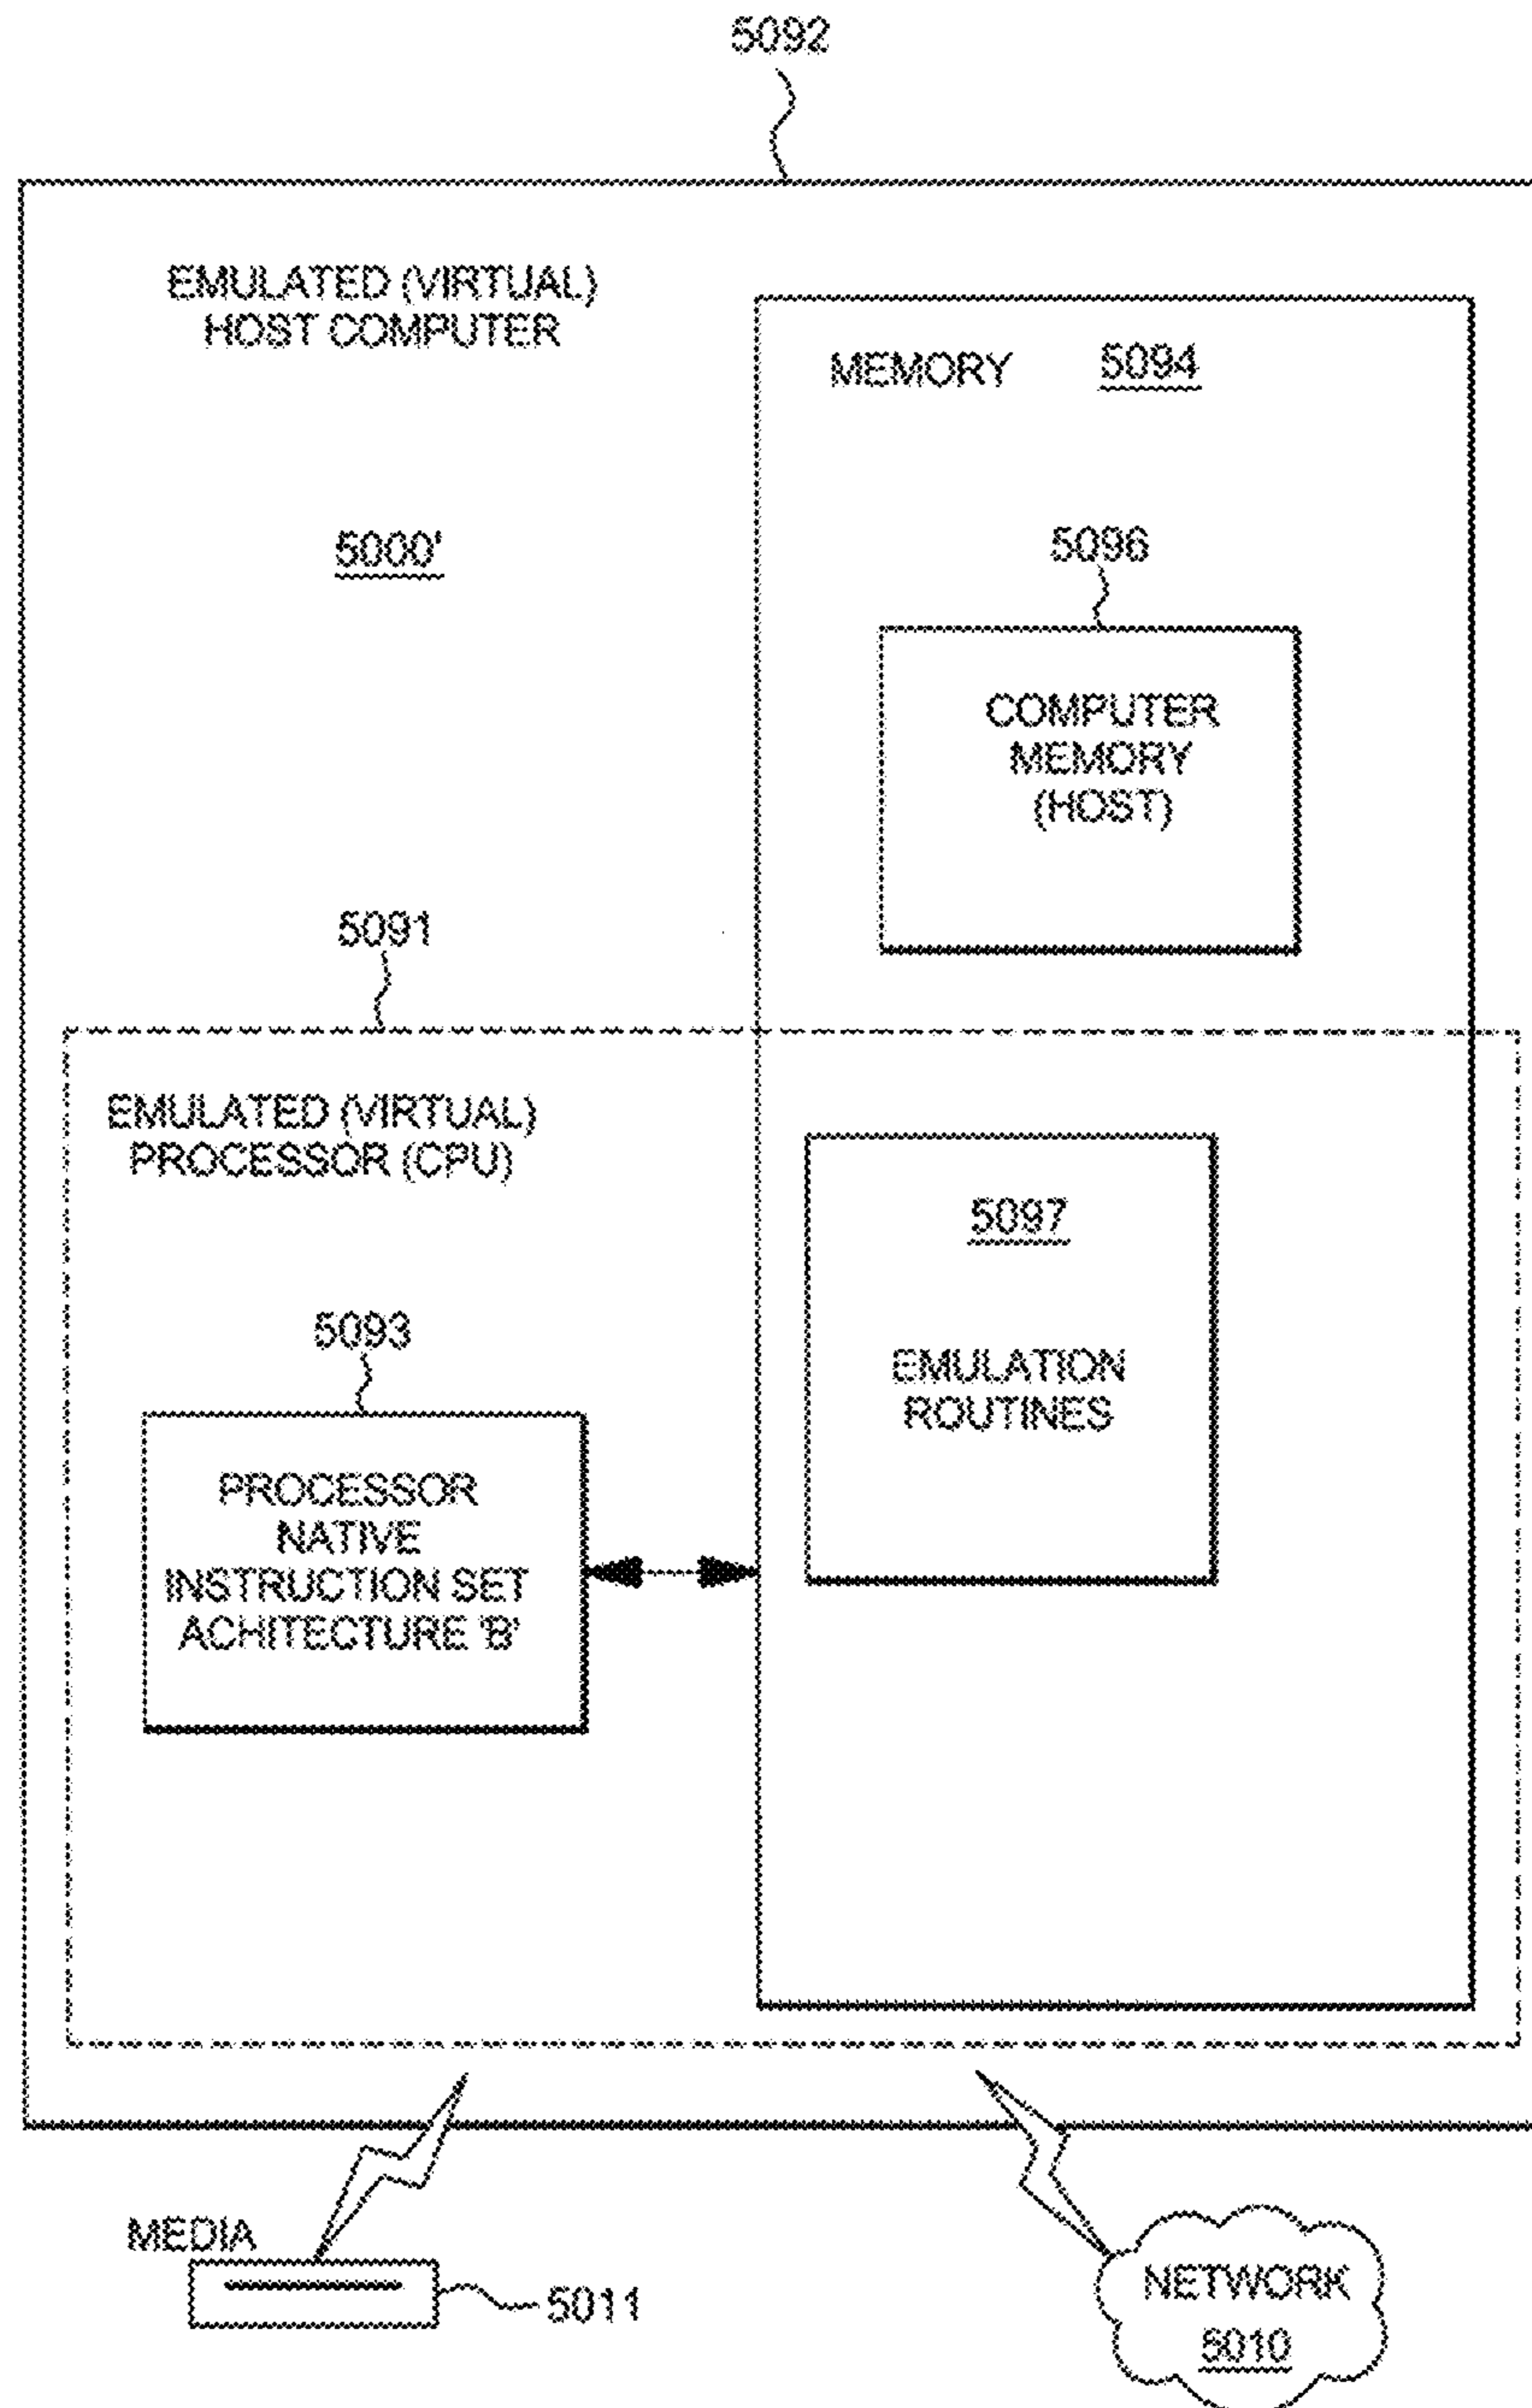 5092
EMULATED (VIRTUAL)
HOST COMPUTER
MEMORY 5094
5000'
5096
COMPUTER
MEMORY
(HOST)
5091
EMULATED (VIRTUAL)
PROCESSOR (CPU)
5097
EMULATION
ROUTINES
5093
PROCESSOR
NATIVE
INSTRUCTION SET
ACHITECTURE 'B'
MEDIA
5011
NETWORK
5010